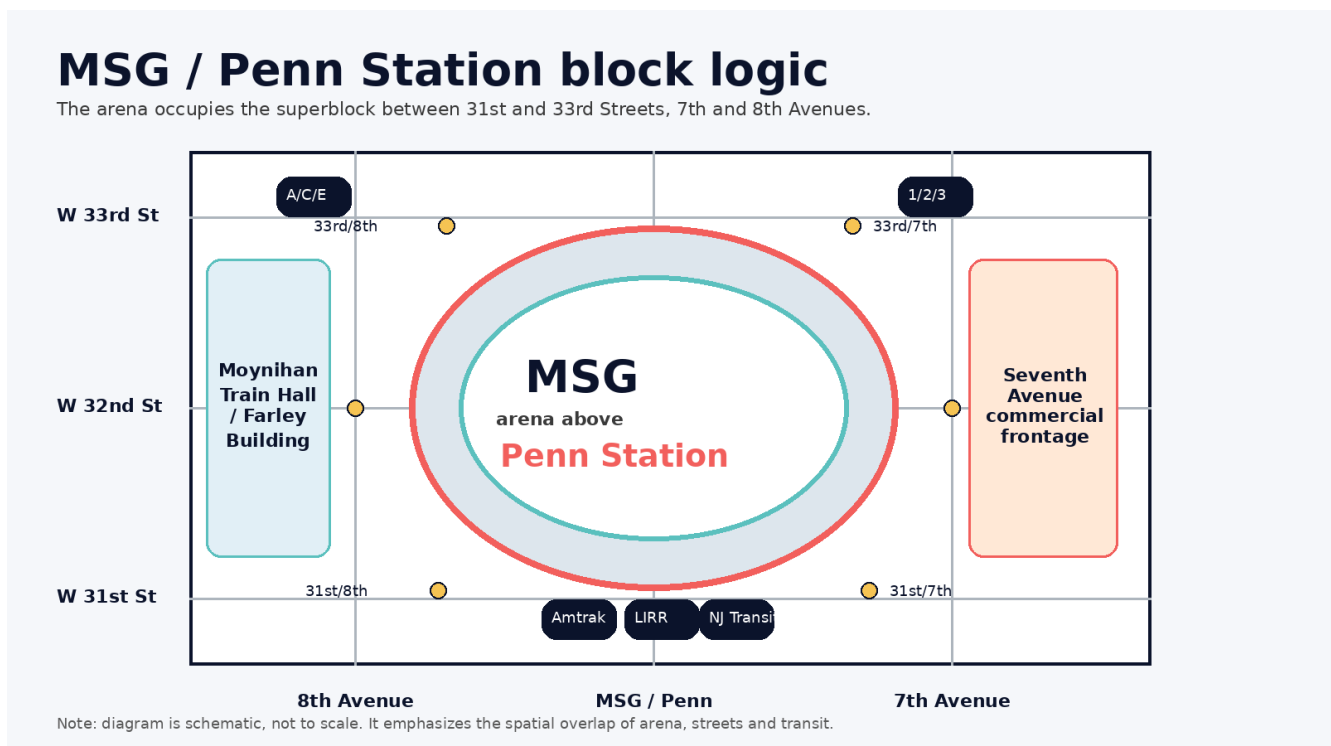 MSG / Penn Station block logic
The arena occupies the superblock between 31st and 33rd Streets, 7th and 8th Avenues.
A/C/E
1/2/3
W 33rd St
33rd/8th
33rd/7th
Moynihan
Train Hall
/ Farley
Building
MSG
arena above
Penn Station
Seventh
Avenue
commercial
frontage
W 32nd St
31st/8th
31st/7th
W 31st St
Amtrak
LIRR
NJ Transit
8th Avenue
MSG / Penn
7th Avenue
Note: diagram is schematic, not to scale. It emphasizes the spatial overlap of arena, streets and transit.